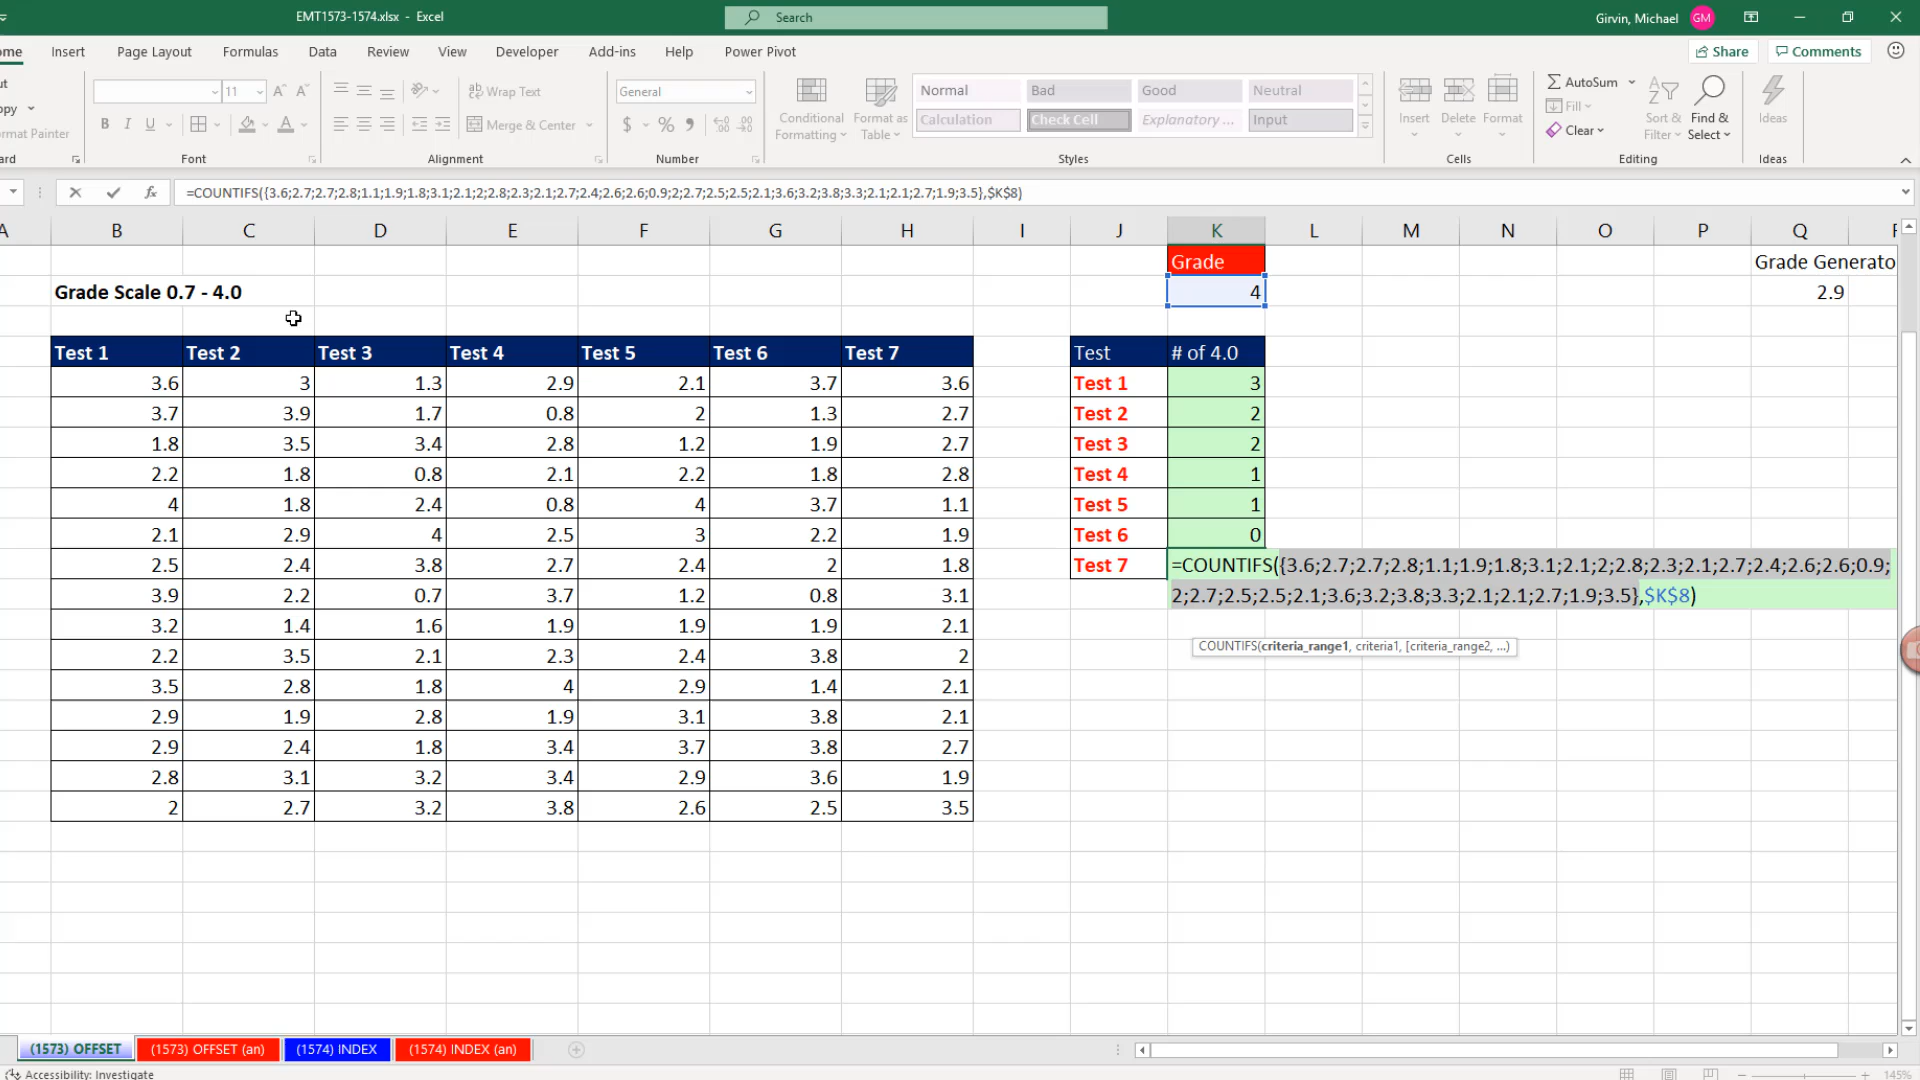 EMT1573-1574.xlsx - Excel
Search
Girvin, Michael
GM
Insert Page Layout Formulas Data Review View Developer Add-ins Help Power Pivot
Share Comments
11
General
Wrap Text
Merge & Center
Conditional Formatting
Format as Table
Normal Bad Good Neutral
Calculation Check Cell Explanatory ... Input
Insert Delete Format
AutoSum
Fill
Clear
Sort & Filter
Find & Select
Ideas
Font Alignment Number Styles Cells Editing Ideas
=COUNTIFS({3.6;2.7;2.7;2.8;1.1;1.9;1.8;3.1;2.1;2;2.8;2.3;2.1;2.7;2.4;2.6;2.6;0.9;2;2.7;2.5;2.5;2.1;3.6;3.2;3.8;3.3;2.1;2.1;2.7;1.9;3.5},$K$8)
A B C D E F G H I J K L M N O P Q
Grade Grade Generato
Grade Scale 0.7 - 4.0 4 2.9
Test 1 Test 2 Test 3 Test 4 Test 5 Test 6 Test 7 Test # of 4.0
3.6 3 1.3 2.9 2.1 3.7 3.6 Test 1 3
3.7 3.9 1.7 0.8 2 1.3 2.7 Test 2 2
1.8 3.5 3.4 2.8 1.2 1.9 2.7 Test 3 2
2.2 1.8 0.8 2.1 2.2 1.8 2.8 Test 4 1
4 1.8 2.4 0.8 4 3.7 1.1 Test 5 1
2.1 2.9 4 2.5 3 2.2 1.9 Test 6 0
2.5 2.4 3.8 2.7 2.4 2 1.8 Test 7 =COUNTIFS({3.6;2.7;2.7;2.8;1.1;1.9;1.8;3.1;2.1;2;2.8;2.3;2.1;2.7;2.4;2.6;2.6;0.9;
3.9 2.2 0.7 3.7 1.2 0.8 3.1 2;2.7;2.5;2.5;2.1;3.6;3.2;3.8;3.3;2.1;2.1;2.7;1.9;3.5},$K$8)
3.2 1.4 1.6 1.9 1.9 1.9 2.1
COUNTIFS(criteria_range1, criteria1, [criteria_range2, ...)
2.2 3.5 2.1 2.3 2.4 3.8 2
3.5 2.8 1.8 4 2.9 1.4 2.1
2.9 1.9 2.8 1.9 3.1 3.8 2.1
2.9 2.4 1.8 3.4 3.7 3.8 2.7
2.8 3.1 3.2 3.4 2.9 3.6 1.9
2 2.7 3.2 3.8 2.6 2.5 3.5
(1573) OFFSET (1573) OFFSET (an) (1574) INDEX (1574) INDEX (an)
Accessibility: Investigate
145%